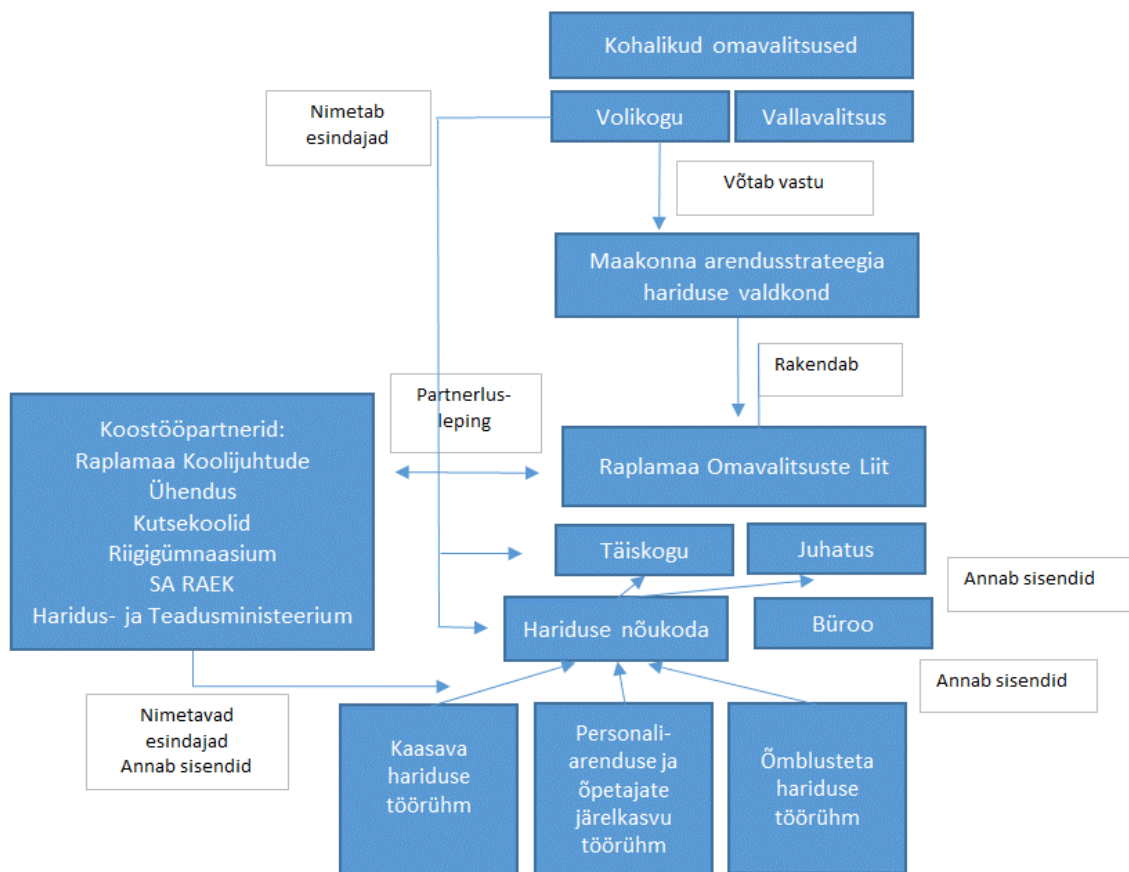 Kohalikud omavalitsused
Nimetab
esindajad
Volikogu
Vallavalitsus
Võtab vastu
Maakonna arendusstrateegia
hariduse valdkond
Rakendab
Partnerlus-
leping
Koostööpartnerid:
Raplamaa Koolijuhtude
Ühendus
Kutsekoolid
Riigigümnaasium
SA RAEK
Haridus- ja Teadusministeerium
Raplamaa Omavalitsuste Liit
Täiskogu
Juhatus
Annab sisendid
Hariduse nõukoda
Büroo
Annab sisendid
Nimetavad
esindajad
Annab sisendid
Kaasava
hariduse
töörühm
Personali-
arenduse ja
õpetajate
järelkasvu
töörühm
Õmblusteta
hariduse
töörühm